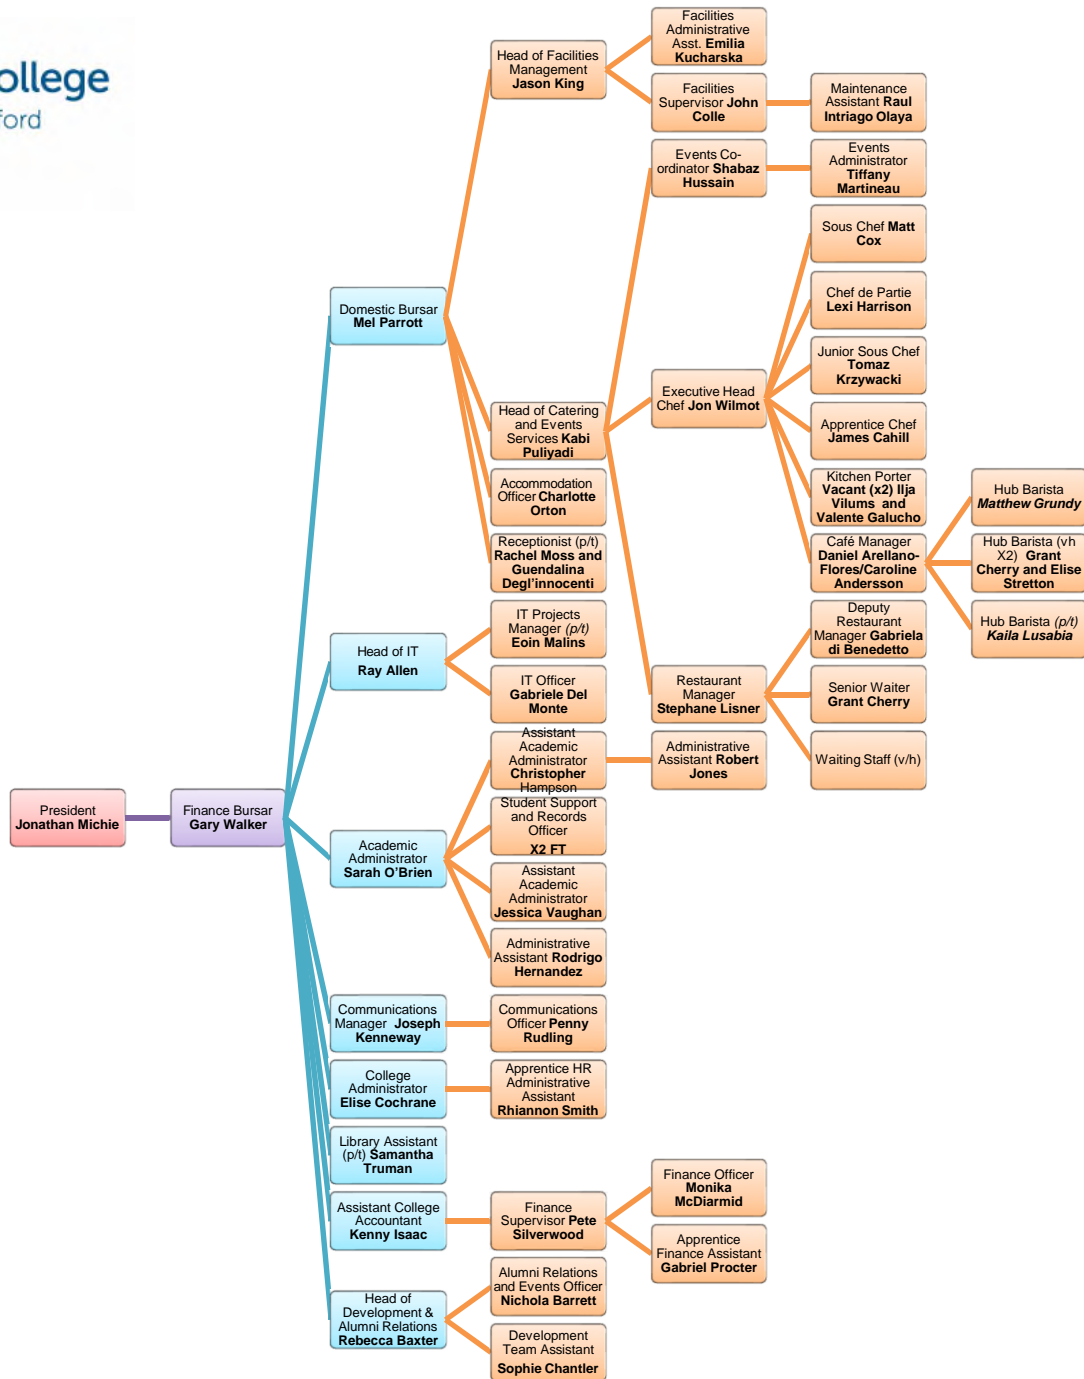 ollege
ford
Facilities
Administrative
Asst. Emilia
Kucharska
Head of Facilities
Management
Jason King
Facilities
Supervisor John
Colle
Maintenance
Assistant Raul
Intriago Olaya
Events Co-
ordinator Shabaz
Hussain
Events
Administrator
Tiffany
Martineau
Sous Chef Matt
Cox
Chef de Partie
Lexi Harrison
Domestic Bursar
Mel Parrott
Junior Sous Chef
Tomaz
Krzywacki
Executive Head
Chef Jon Wilmot
Head of Catering
and Events
Services Kabi
Puliyadi
Apprentice Chef
James Cahill
Accommodation
Officer Charlotte
Orton
Kitchen Porter
Vacant (x2) Ilja
Vilums and
Valente Galucho
Hub Barista
Matthew Grundy
Receptionist (p/t)
Rachel Moss and
Guendalina
Degl'innocenti
Café Manager
Daniel Arellano-
Flores/Caroline
Andersson
Hub Barista (vh
X2) Grant
Cherry and Elise
Stretton
IT Projects
Manager (p/t)
Eoin Malins
Deputy
Restaurant
Manager Gabriela
di Benedetto
Hub Barista (p/t)
Kaila Lusabia
Head of IT
Ray Allen
IT Officer
Gabriele Del
Monte
Restaurant
Manager
Stephane Lisner
Senior Waiter
Grant Cherry
Assistant
Academic
Administrator
Christopher
Hampson
Administrative
Assistant Robert
Jones
Waiting Staff (v/h)
President
Jonathan Michie
Finance Bursar
Gary Walker
Student Support
and Records
Officer
X2 FT
Academic
Administrator
Sarah O'Brien
Assistant
Academic
Administrator
Jessica Vaughan
Administrative
Assistant Rodrigo
Hernandez
Communications
Manager Joseph
Kenneway
Communications
Officer Penny
Rudling
College
Administrator
Elise Cochrane
Apprentice HR
Administrative
Assistant
Rhiannon Smith
Library Assistant
(p/t) Samantha
Truman
Finance Officer
Monika
McDiarmid
Assistant College
Accountant
Kenny Isaac
Finance
Supervisor Pete
Silverwood
Apprentice
Finance Assistant
Gabriel Procter
Alumni Relations
and Events Officer
Nichola Barrett
Head of
Development &
Alumni Relations
Rebecca Baxter
Development
Team Assistant
Sophie Chantler